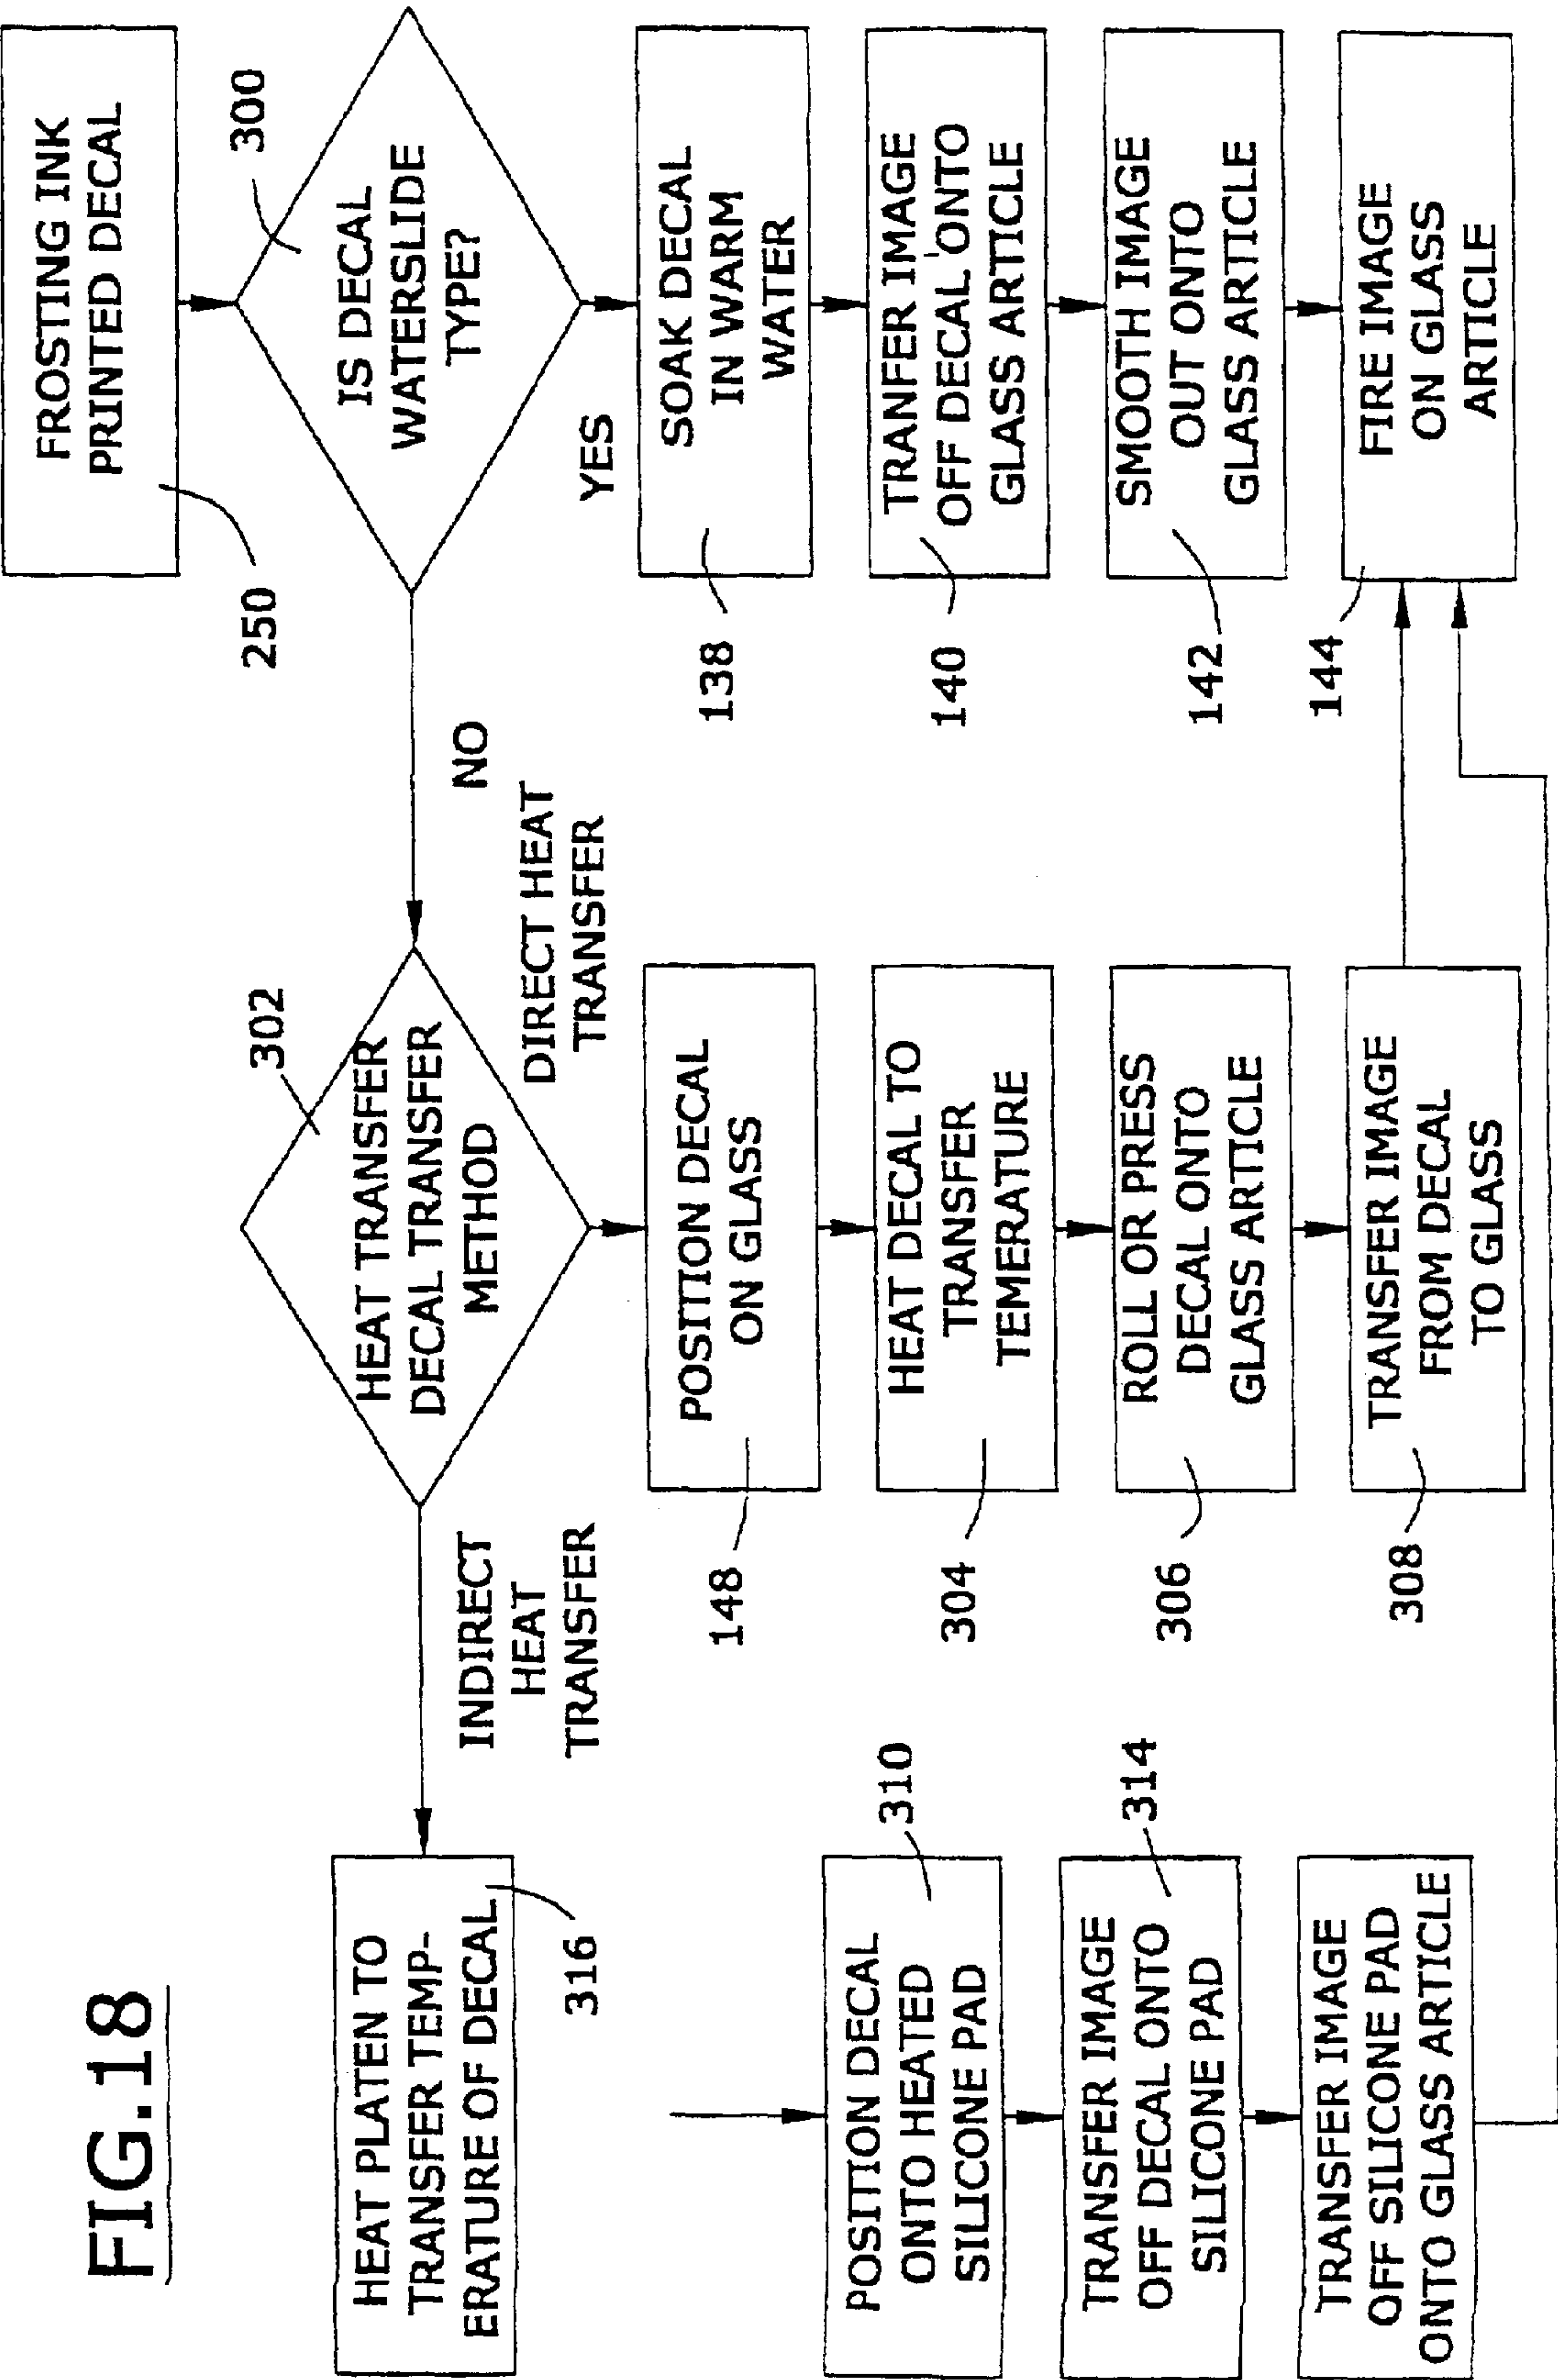 FIG.18
FROSTING INK
PRINTED DECAL
250
300
IS DECAL
WATERSLIDE
TYPE?
YES
NO
SOAK DECAL
IN WARM
WATER
138
TRANFER IMAGE
OFF DECAL ONTO
GLASS ARTICLE
140
SMOOTH IMAGE
OUT ONTO
GLASS ARTICLE
142
FIRE IMAGE
ON GLASS
ARTICLE
144
302
HEAT TRANSFER
DECAL TRANSFER
METHOD
DIRECT HEAT
TRANSFER
POSITION DECAL
ON GLASS
148
HEAT DECAL TO
TRANSFER
TEMERATURE
304
ROLL OR PRESS
DECAL ONTO
GLASS ARTICLE
306
TRANSFER IMAGE
FROM DECAL
TO GLASS
308
INDIRECT
HEAT
TRANSFER
HEAT PLATEN TO
TRANSFER TEMP-
ERATURE OF DECAL
316
POSITION DECAL
ONTO HEATED
SILICONE PAD
310
TRANSFER IMAGE
OFF DECAL ONTO
SILICONE PAD
314
TRANSFER IMAGE
OFF SILICONE PAD
ONTO GLASS ARTICLE